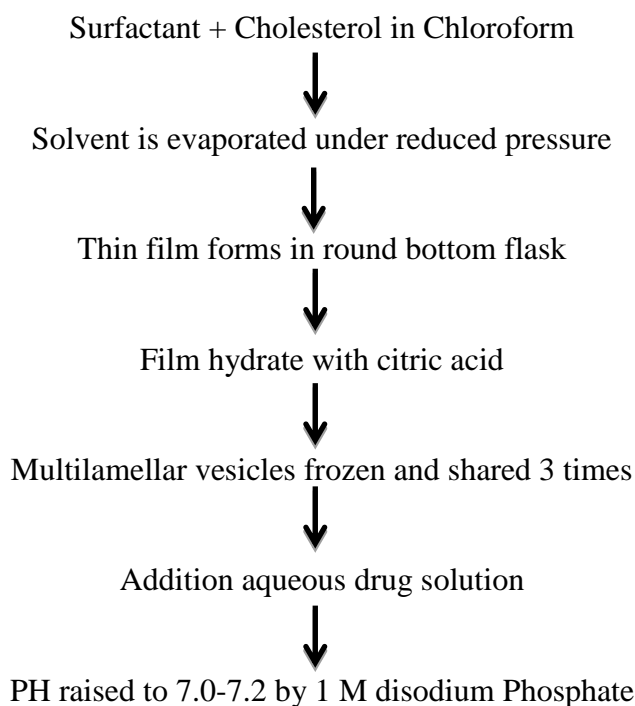 Surfactant + Cholesterol in Chloroform
Solvent is evaporated under reduced pressure
Thin film forms in round bottom flask
Film hydrate with citric acid
Multilamellar vesicles frozen and shared 3 times
Addition aqueous drug solution
PH raised to 7.0-7.2 by 1 M disodium Phosphate